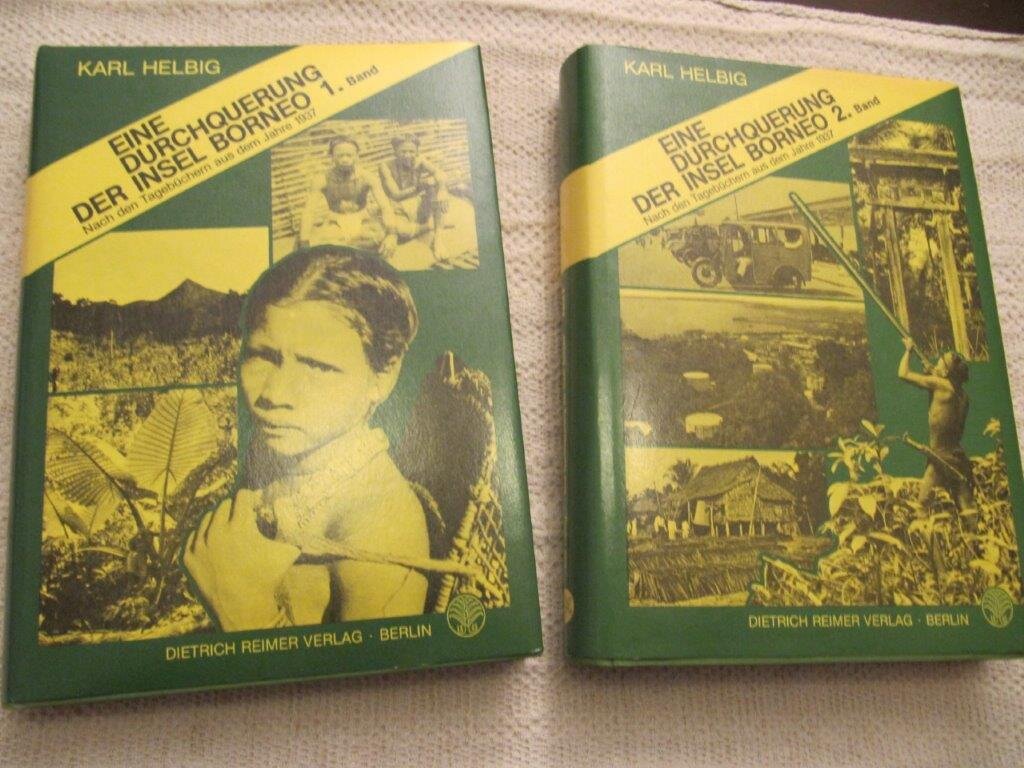 KARL HELBIG
EINE
DURCHQUERUNG
DER INSEL BORNEO 1. Band
Nach den Tagebüchern aus dem Jahre 1937
DIETRICH REIMER VERLAG · BERLIN
KARL HELBIG
EINE
DURCHQUERUNG
DER INSEL BORNEO 2. Band
Nach den Tagebüchern aus dem Jahre 1937
DIETRICH REIMER VERLAG · BERLIN